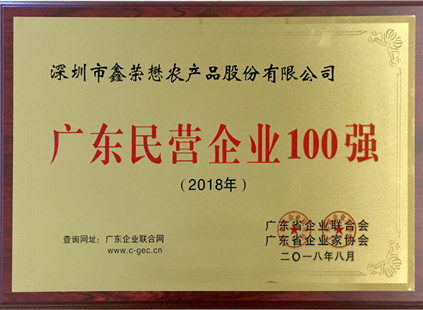 深圳市鑫荣懋农产品股份有限公司
广东民营企业100强
(2018年)
广东省企业联合会
广东省企业家协会
二〇一八年八月
查询网址：广东企业联合网
www.c-gec.cn